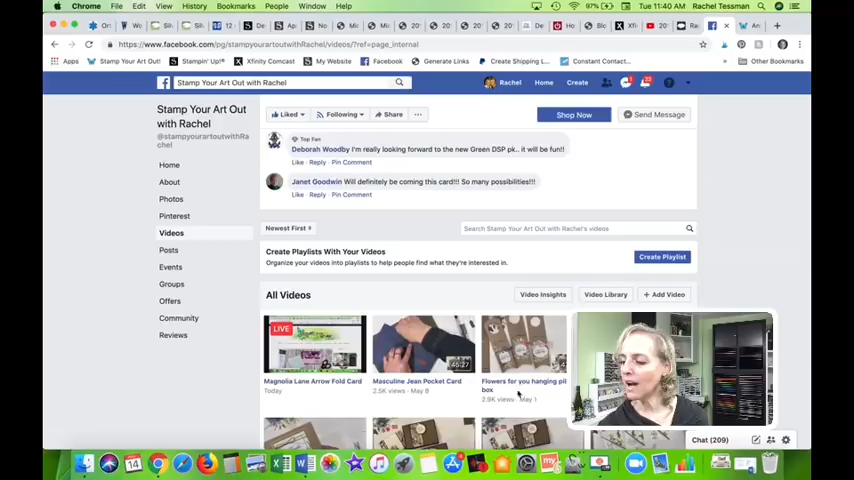 Chrome File Edit View History Bookmarks People Window Help 97% Tue 11:40 AM Rachel Tessman
https://www.facebook.com/pg/stampyourartoutwithRachel/videos/?ref=page_internal
Apps Stamp Your Art Out! Stampin' Up! My Website Xfinity Comcast My Website Facebook Generate Links Create Shipping L... Constant Contact... Other Bookmarks
Stamp Your Art Out with Rachel Rachel Home Create
Stamp Your Art Out with Rachel
@stampyourartoutwithRachel
Liked Following Share Shop Now Send Message
Top Fan
Deborah Woodby I'm really looking forward to the new Green DSP pk.. it will be fun!!
Like · Reply · Pin Comment
Janet Goodwin Will definitely be coming this card!!! So many possibilities!!!
Like · Reply · Pin Comment
Home
About
Photos
Pinterest
Videos
Posts
Events
Groups
Offers
Community
Reviews
Newest First Search Stamp Your Art Out with Rachel's videos
Create Playlists With Your Videos
Organize your videos into playlists to help people find what they're interested in.
Create Playlist
All Videos Video Insights Video Library + Add Video
LIVE
46:27
Magnolia Lane Arrow Fold Card
Today
Masculine Jean Pocket Card
2.5K views · May 8
Flowers for you hanging pil
box
2.9K views · May 1
Chat (209)